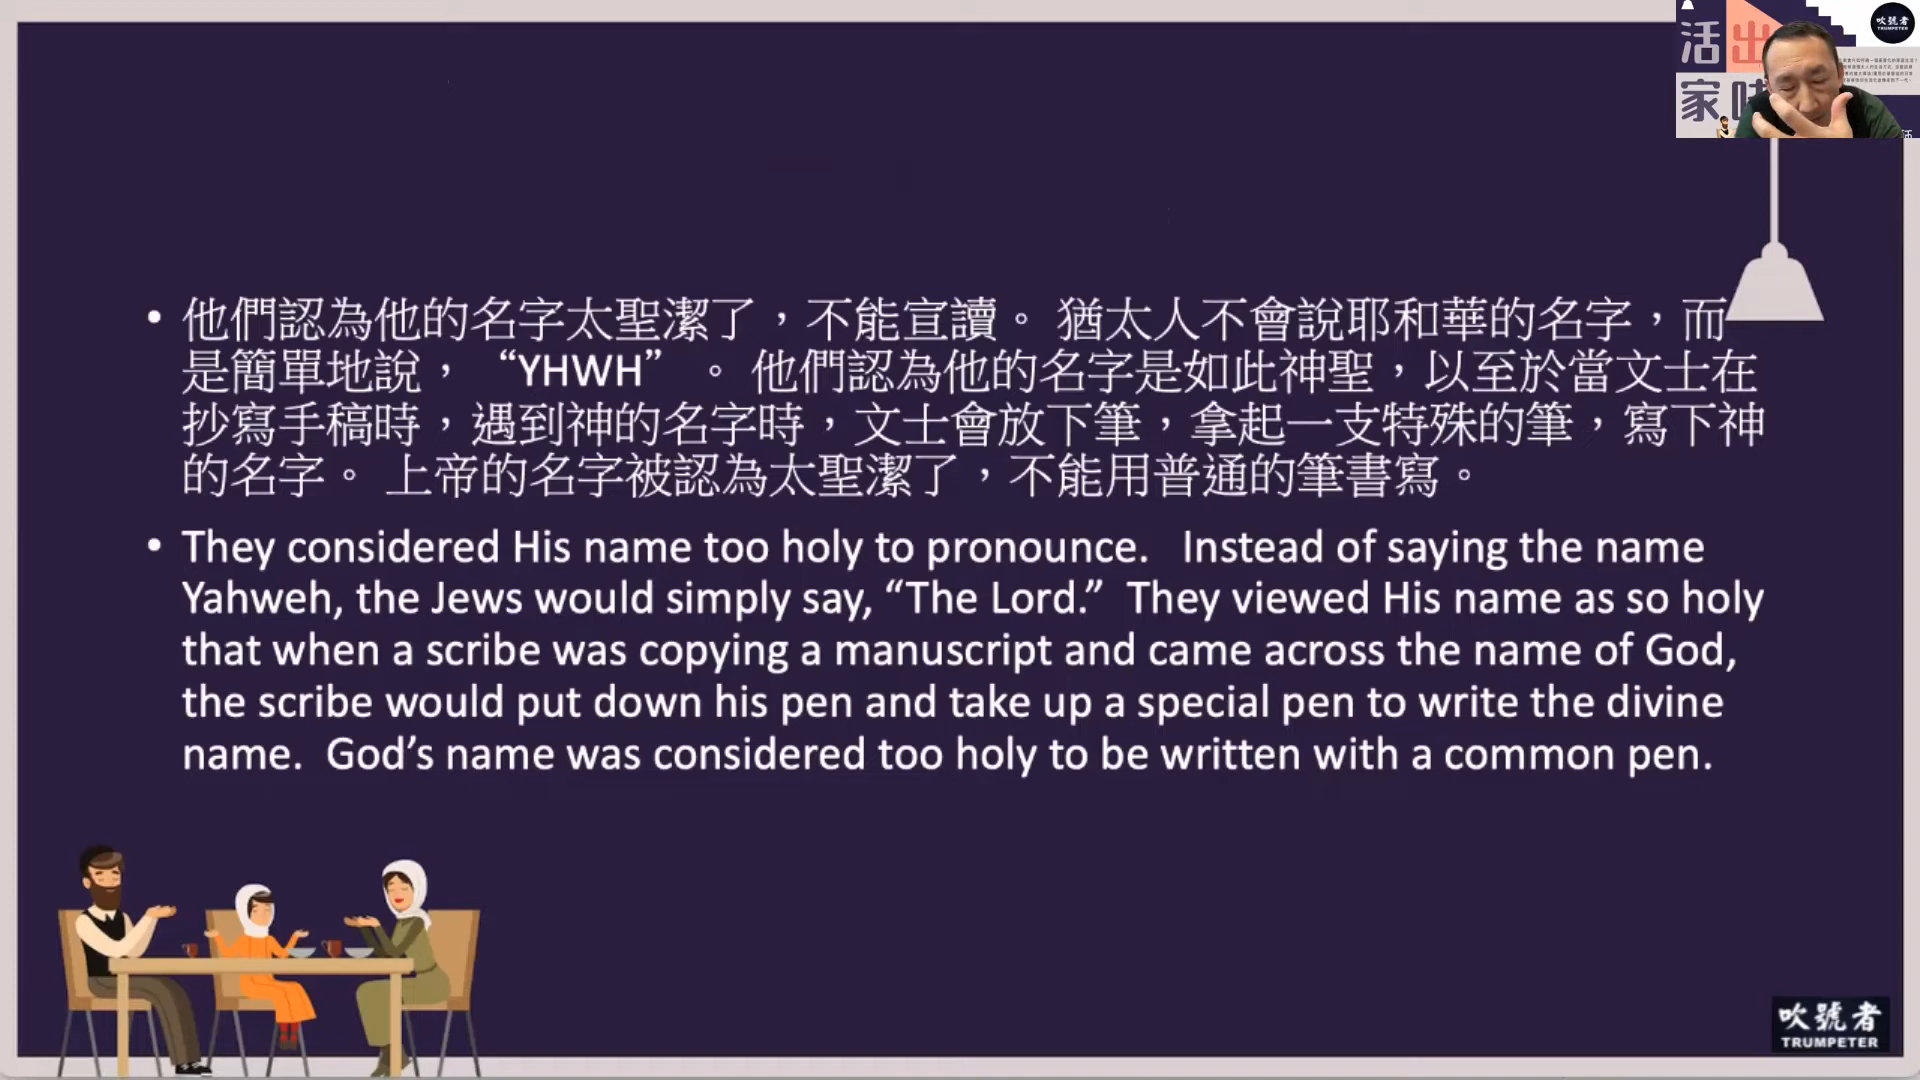 活出
家
吹號者
TRUMPETER
• 他們認為他的名字太聖潔了，不能宣讀。 猶太人不會說耶和華的名字，而
是簡單地說， “YHWH” 。 他們認為他的名字是如此神聖，以至於當文士在
抄寫手稿時，遇到神的名字時，文士會放下筆，拿起一支特殊的筆，寫下神
的名字。 上帝的名字被認為太聖潔了，不能用普通的筆書寫。
• They considered His name too holy to pronounce. Instead of saying the name
Yahweh, the Jews would simply say, “The Lord.” They viewed His name as so holy
that when a scribe was copying a manuscript and came across the name of God,
the scribe would put down his pen and take up a special pen to write the divine
name. God’s name was considered too holy to be written with a common pen.
吹號者
TRUMPETER